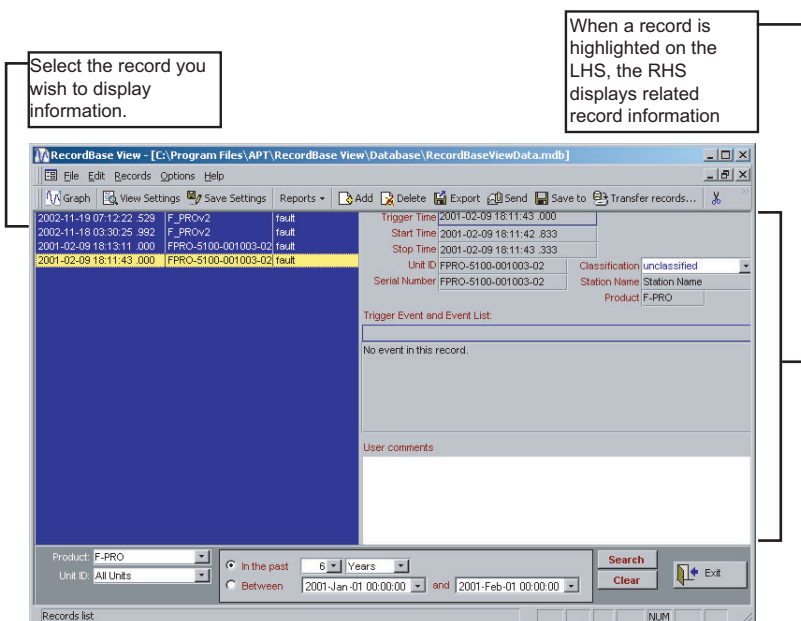 Select the record you
wish to display
information.
When a record is
highlighted on the
LHS, the RHS
displays related
record information
RecordBase View - [C:\Program Files\APT\RecordBase View\Database\RecordBaseViewData.mdb]
File Edit Records Options Help
Graph View Settings Save Settings Reports Add Delete Export Send Save to Transfer records...
2002-11-19 07:12:22 .529 F_PROv2 fault
2002-11-18 03:30:25 .992 F_PROv2 fault
2001-02-09 18:13:11 .000 FPRO-5100-001003-02 fault
2001-02-09 18:11:43 .000 FPRO-5100-001003-02 fault
Trigger Time 2001-02-09 18:11:43 .000
Start Time 2001-02-09 18:11:42 .833
Stop Time 2001-02-09 18:11:43 .333
Unit ID FPRO-5100-001003-02 Classification unclassified
Serial Number FPRO-5100-001003-02 Station Name Station Name
Product F-PRO
Trigger Event and Event List:
No event in this record.
User comments
Product: F-PRO
Unit ID: All Units
In the past 6 Years
Between 2001-Jan-01 00:00:00 and 2001-Feb-01 00:00:00
Search
Clear
Exit
Records list NUM